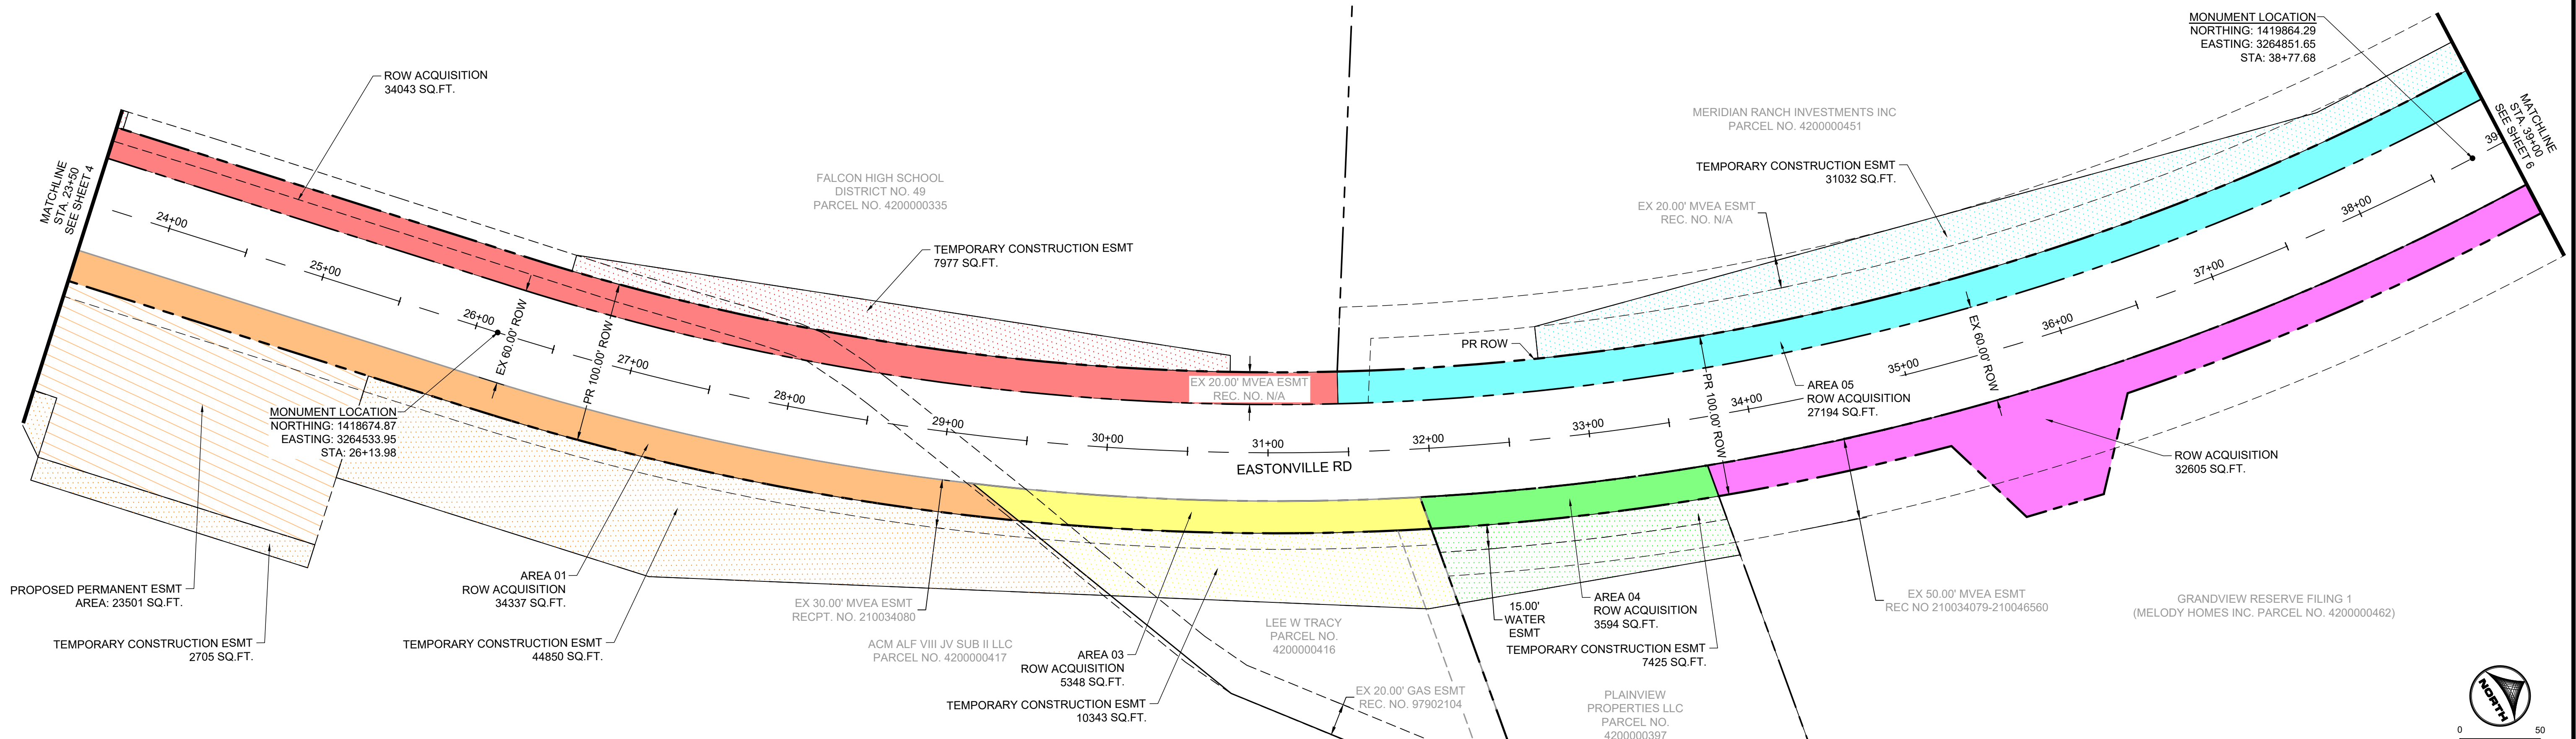 MONUMENT LOCATION
NORTHING: 1419864.29
EASTING: 3264851.65
STA: 38+77.68
ROW ACQUISITION
34043 SQ.FT.
MATCHLINE
STA. 39+00
SEE SHEET 6
39
MERIDIAN RANCH INVESTMENTS INC
PARCEL NO. 4200000451
TEMPORARY CONSTRUCTION ESMT
31032 SQ.FT.
MATCHLINE
STA. 23+50
SEE SHEET 4
FALCON HIGH SCHOOL
DISTRICT NO. 49
PARCEL NO. 4200000335
EX 20.00' MVEA ESMT
REC. NO. N/A
TEMPORARY CONSTRUCTION ESMT
7977 SQ.FT.
24+00
25+00
26+00
27+00
28+00
29+00
30+00
31+00
32+00
33+00
34+00
35+00
36+00
37+00
38+00
EX 60.00' ROW
PR 100.00' ROW
PR ROW
EX 20.00' MVEA ESMT
REC. NO. N/A
EX 60.00' ROW
PR 100.00' ROW
AREA 05
ROW ACQUISITION
27194 SQ.FT.
MONUMENT LOCATION
NORTHING: 1418674.87
EASTING: 3264533.95
STA: 26+13.98
EASTONVILLE RD
ROW ACQUISITION
32605 SQ.FT.
PROPOSED PERMANENT ESMT
AREA: 23501 SQ.FT.
AREA 01
ROW ACQUISITION
34337 SQ.FT.
EX 30.00' MVEA ESMT
RECPT. NO. 210034080
15.00'
WATER
ESMT
AREA 04
ROW ACQUISITION
3594 SQ.FT.
EX 50.00' MVEA ESMT
REC NO 210034079-210046560
GRANDVIEW RESERVE FILING 1
(MELODY HOMES INC. PARCEL NO. 4200000462)
TEMPORARY CONSTRUCTION ESMT
2705 SQ.FT.
TEMPORARY CONSTRUCTION ESMT
44850 SQ.FT.
ACM ALF VIII JV SUB II LLC
PARCEL NO. 4200000417
LEE W TRACY
PARCEL NO.
4200000416
AREA 03
ROW ACQUISITION
5348 SQ.FT.
TEMPORARY CONSTRUCTION ESMT
7425 SQ.FT.
TEMPORARY CONSTRUCTION ESMT
10343 SQ.FT.
EX 20.00' GAS ESMT
REC. NO. 97902104
PLAINVIEW
PROPERTIES LLC
PARCEL NO.
4200000397
NORTH
0 50